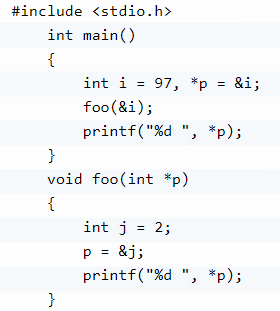 #include <stdio.h>
    int main()
    {
        int i = 97, *p = &i;
        foo(&i);
        printf("%d ", *p);
    }
    void foo(int *p)
    {
        int j = 2;
        p = &j;
        printf("%d ", *p);
    }